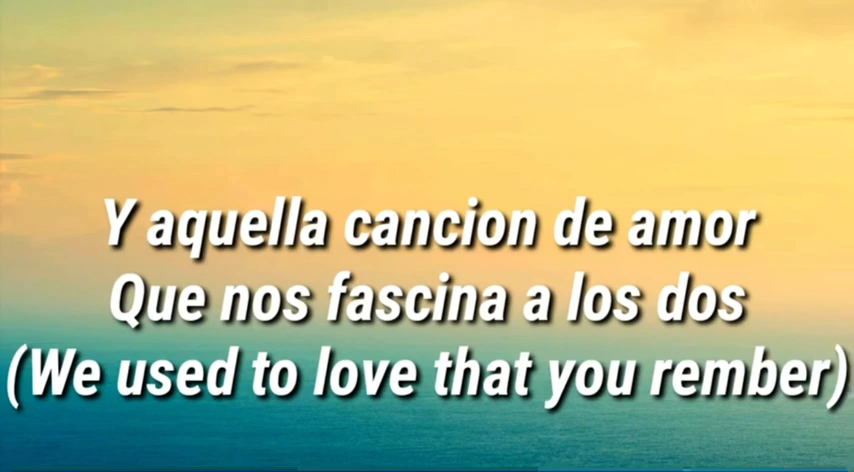 Y aquella cancion de amor
Que nos fascina a los dos
(We used to love that you rember)